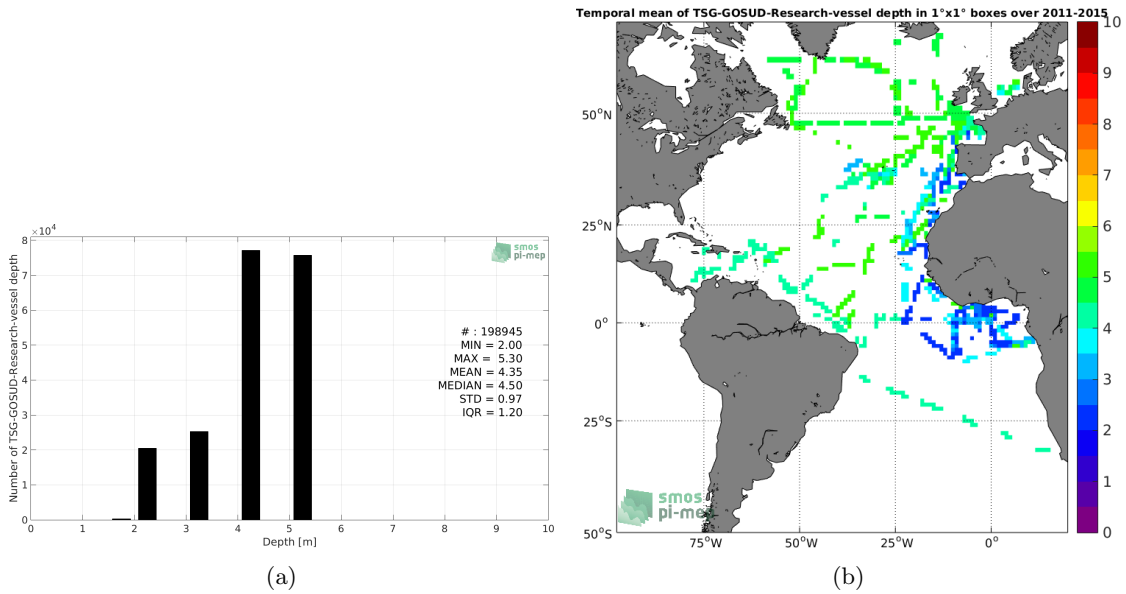 ×10⁴
8
7
6
5
4
3
2
1
0
Number of TSG-GOSUD-Research-vessel depth
0 1 2 3 4 5 6 7 8 9 10
Depth [m]
smos
pi-mep
# : 198945
MIN = 2.00
MAX = 5.30
MEAN = 4.35
MEDIAN = 4.50
STD = 0.97
IQR = 1.20
(a)
Temporal mean of TSG-GOSUD-Research-vessel depth in 1°x1° boxes over 2011-2015
50°N
25°N
0°
25°S
50°S
75°W 50°W 25°W 0°
smos
pi-mep
10
9
8
7
6
5
4
3
2
1
0
(b)